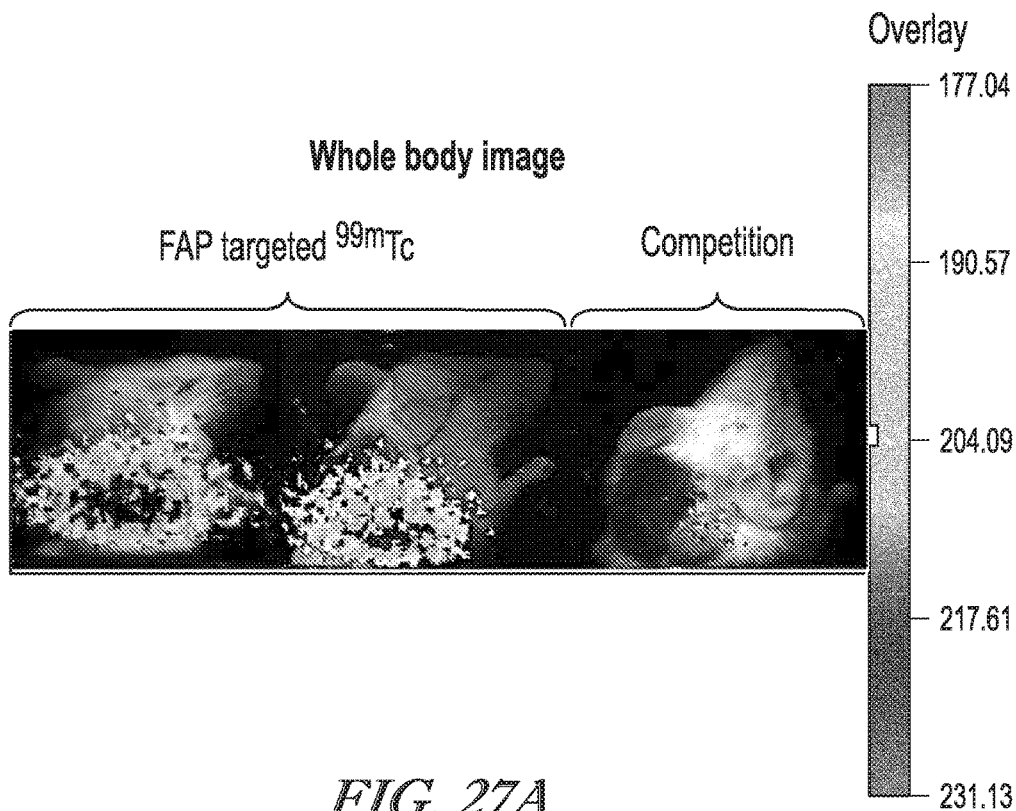 Overlay
177.04
Whole body image
FAP targeted 99mTc
Competition
190.57
204.09
217.61
231.13
FIG. 27A